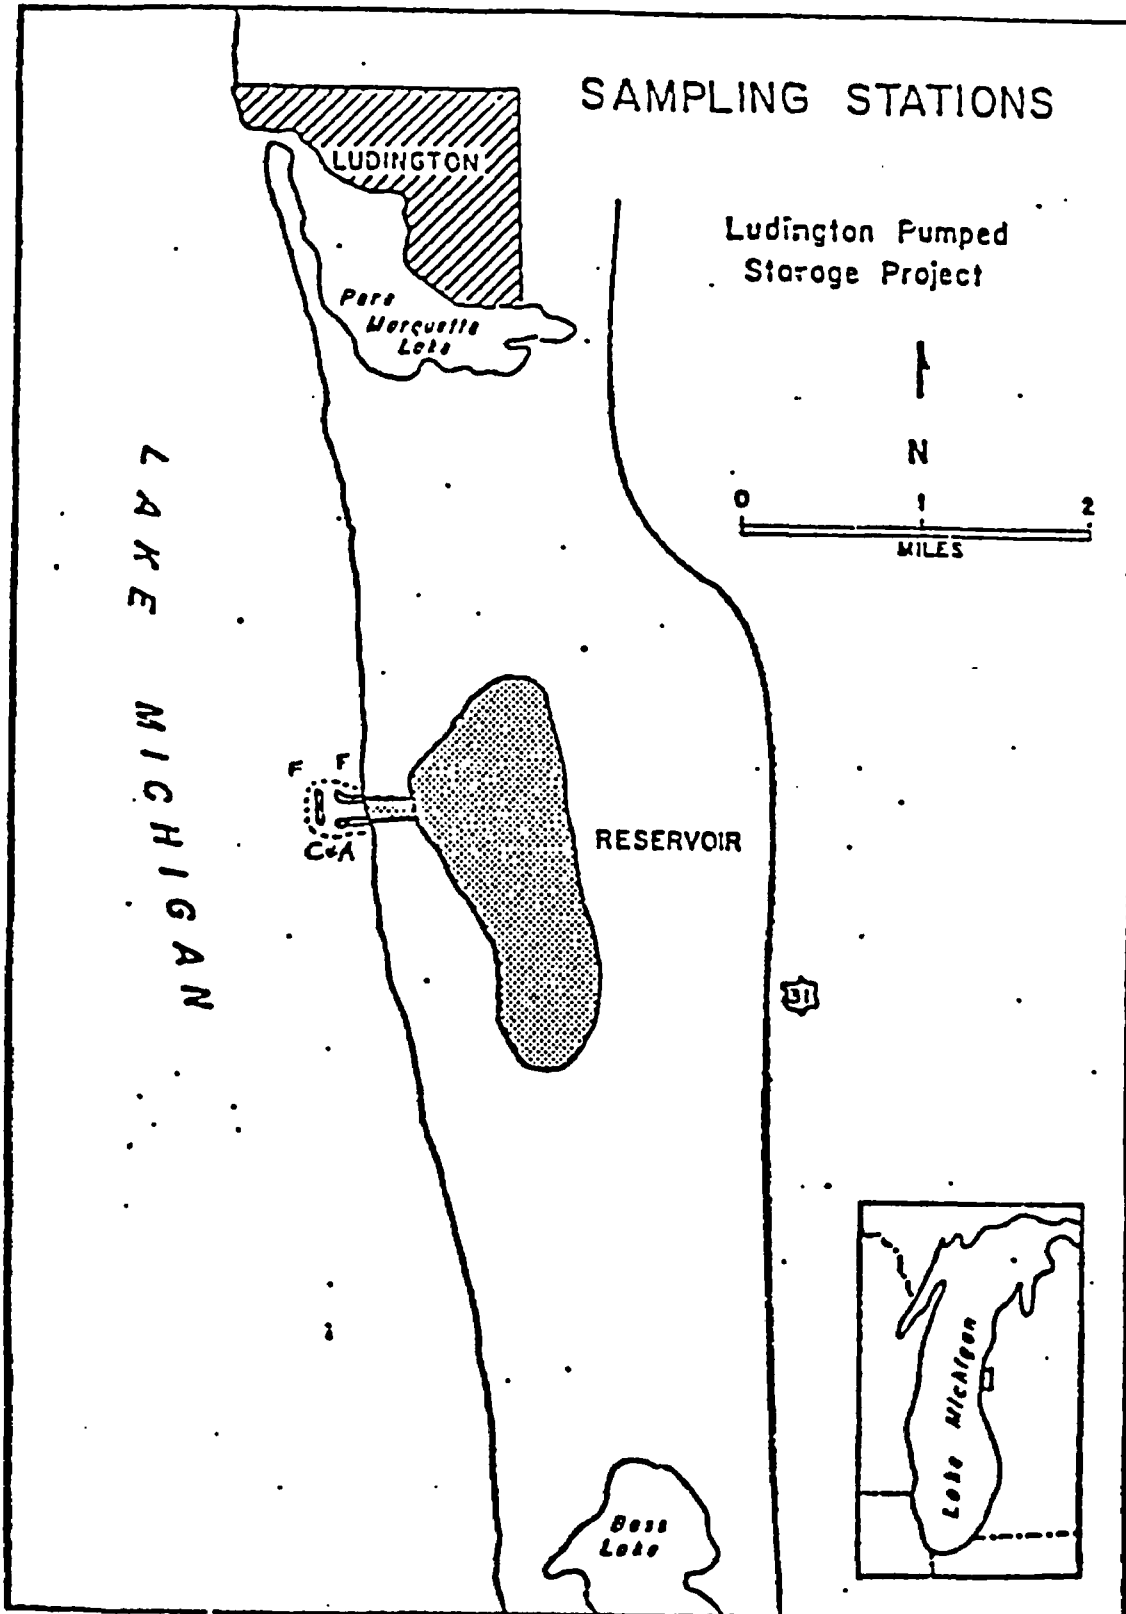 SAMPLING STATIONS
LUDINGTON
Ludington Pumped
Storage Project
Pere
Marquette
Lake
N
0 1 2
MILES
LAKE MICHIGAN
F F
C&A
RESERVOIR
31
Lake Michigan
Bass
Lake